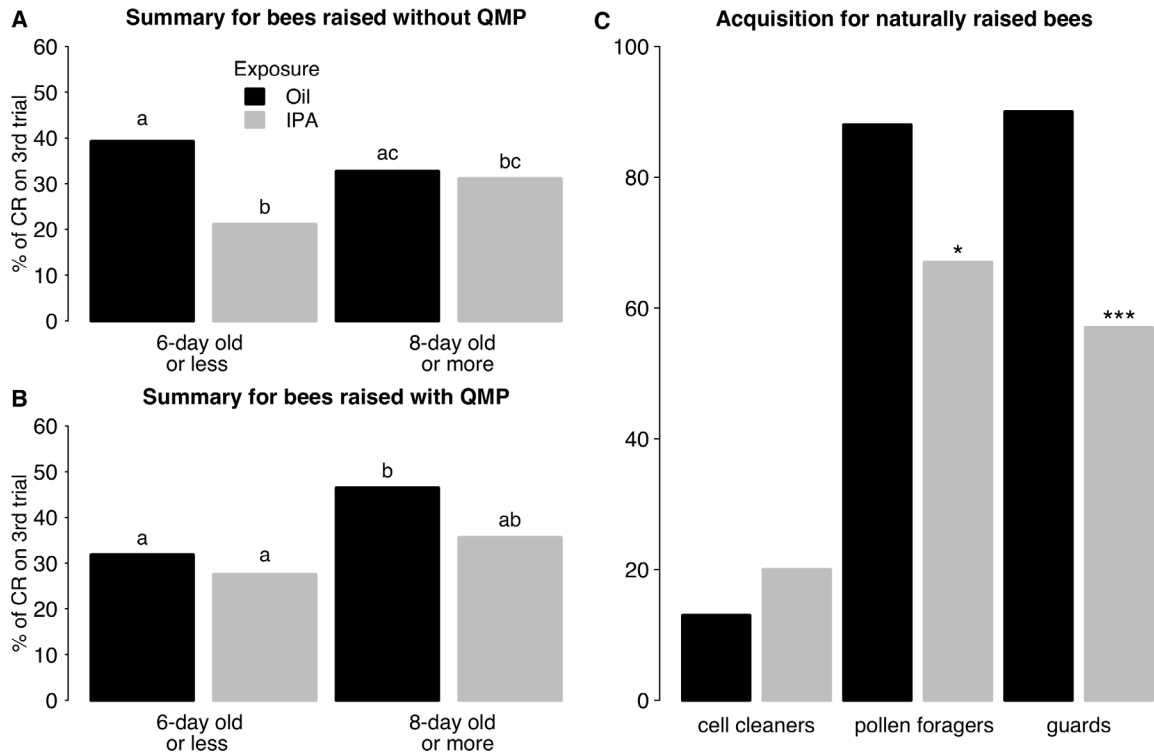 A
Summary for bees raised without QMP
% of CR on 3rd trial
60
50
40
30
20
10
0
Exposure
Oil
IPA
a
b
ac
bc
6-day old
or less
8-day old
or more
B
Summary for bees raised with QMP
% of CR on 3rd trial
60
50
40
30
20
10
0
a
a
b
ab
6-day old
or less
8-day old
or more
C
Acquisition for naturally raised bees
100
80
60
40
20
0
*
***
cell cleaners
pollen foragers
guards